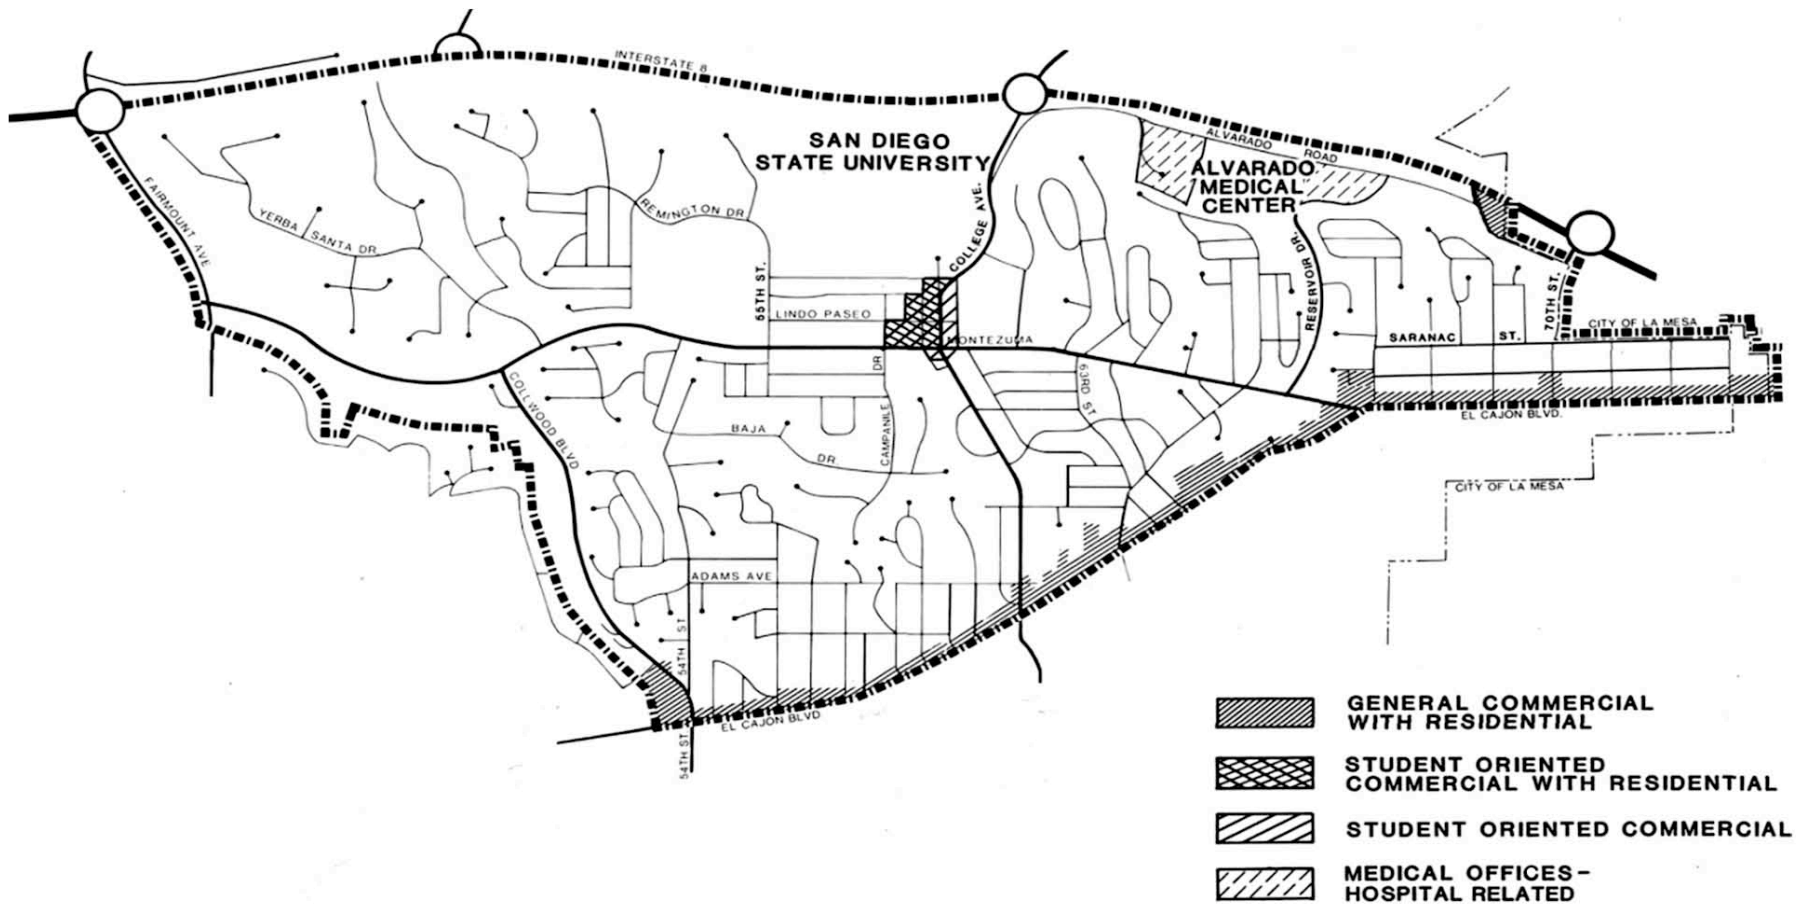 INTERSTATE 8
SAN DIEGO
STATE UNIVERSITY
ALVARADO
ROAD
ALVARADO
MEDICAL
CENTER
FAIRMOUNT AVE
YERBA
SANTA DR.
REMINGTON DR.
COLLEGE AVE.
RESERVOIR DR.
55TH ST.
LINDO PASEO
MONTEZUMA
70TH ST.
CITY OF LA MESA
SARANAC ST.
DR
63RD ST
COLLWOOD BLVD
BAJA
DR
CAMPANILE
EL CAJON BLVD.
CITY OF LA MESA
ADAMS AVE
54TH ST
EL CAJON BLVD
54TH ST.
GENERAL COMMERCIAL
WITH RESIDENTIAL
STUDENT ORIENTED
COMMERCIAL WITH RESIDENTIAL
STUDENT ORIENTED COMMERCIAL
MEDICAL OFFICES-
HOSPITAL RELATED